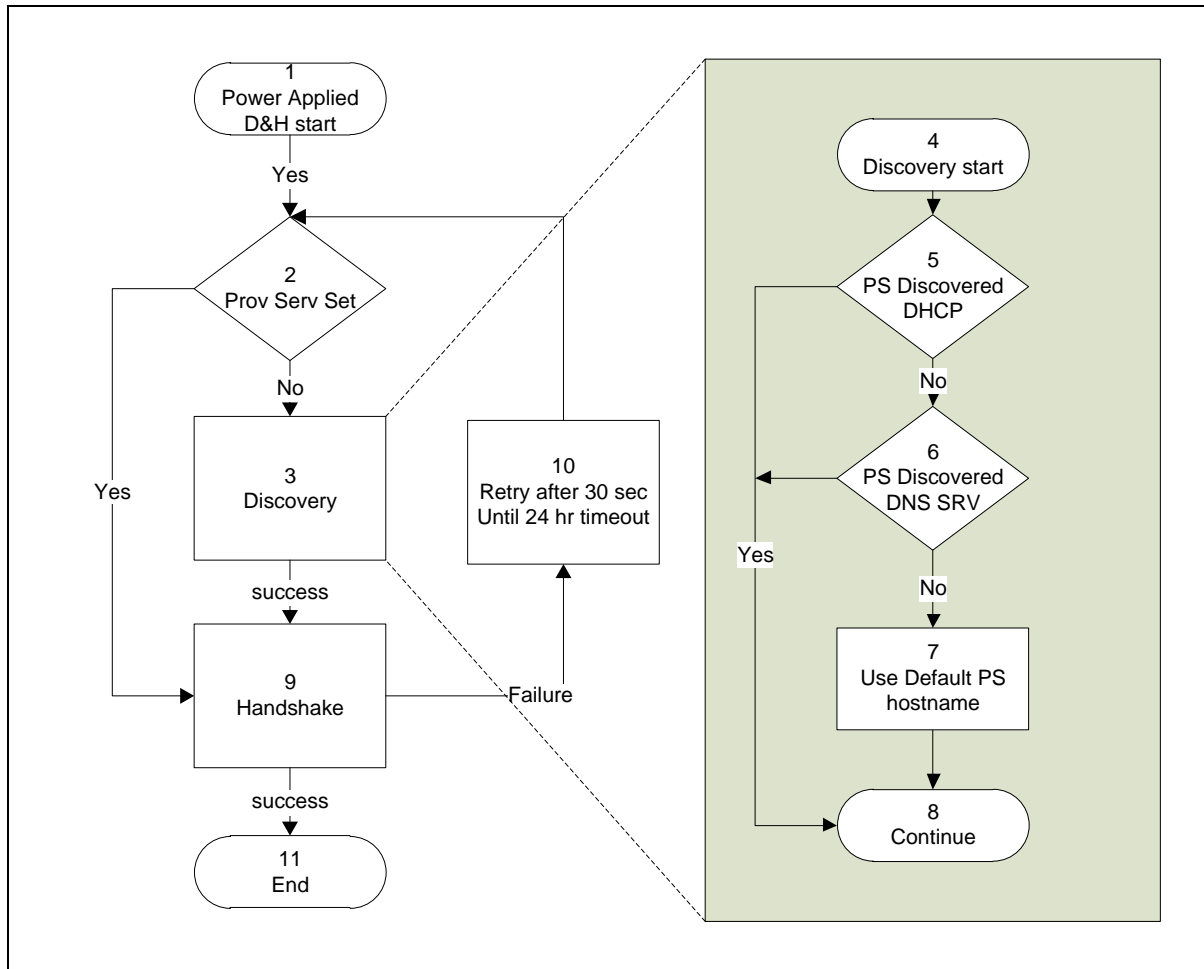 1
Power Applied
D&H start
Yes
2
Prov Serv Set
No
Yes
3
Discovery
success
9
Handshake
Failure
10
Retry after 30 sec
Until 24 hr timeout
success
11
End
4
Discovery start
5
PS Discovered
DHCP
No
6
PS Discovered
DNS SRV
Yes
No
7
Use Default PS
hostname
8
Continue